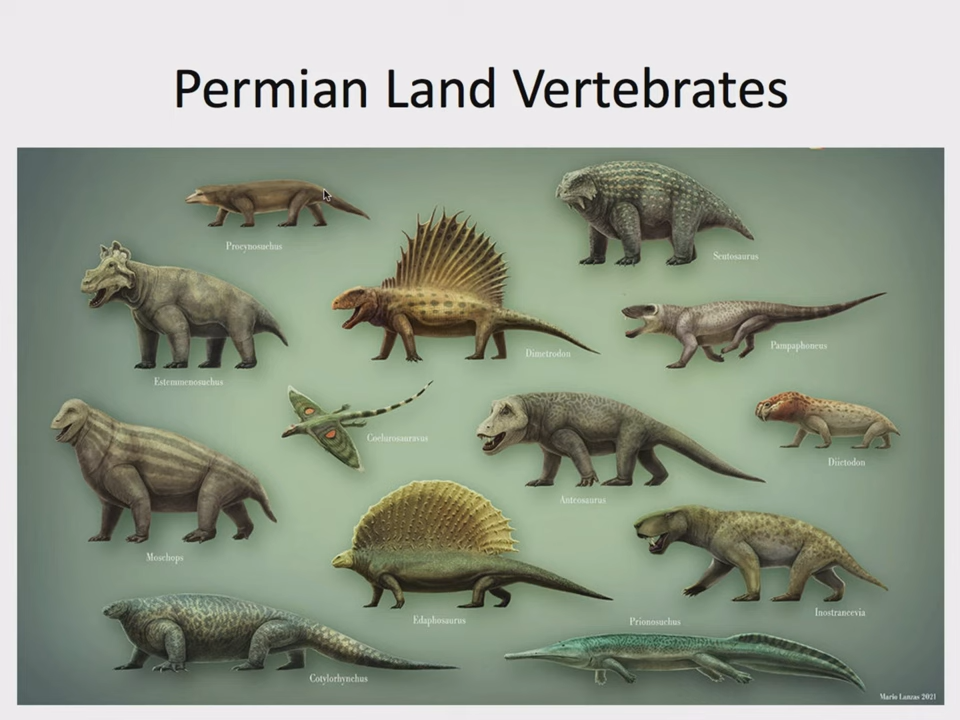 Permian Land Vertebrates
Procynosuchus
Scutosaurus
Estemmenosuchus
Dimetrodon
Pampaphoneus
Coelurosauravus
Diictodon
Anteosaurus
Moschops
Edaphosaurus
Inostrancevia
Prionosuchus
Cotylorhynchus
Mario Lanzas 2021